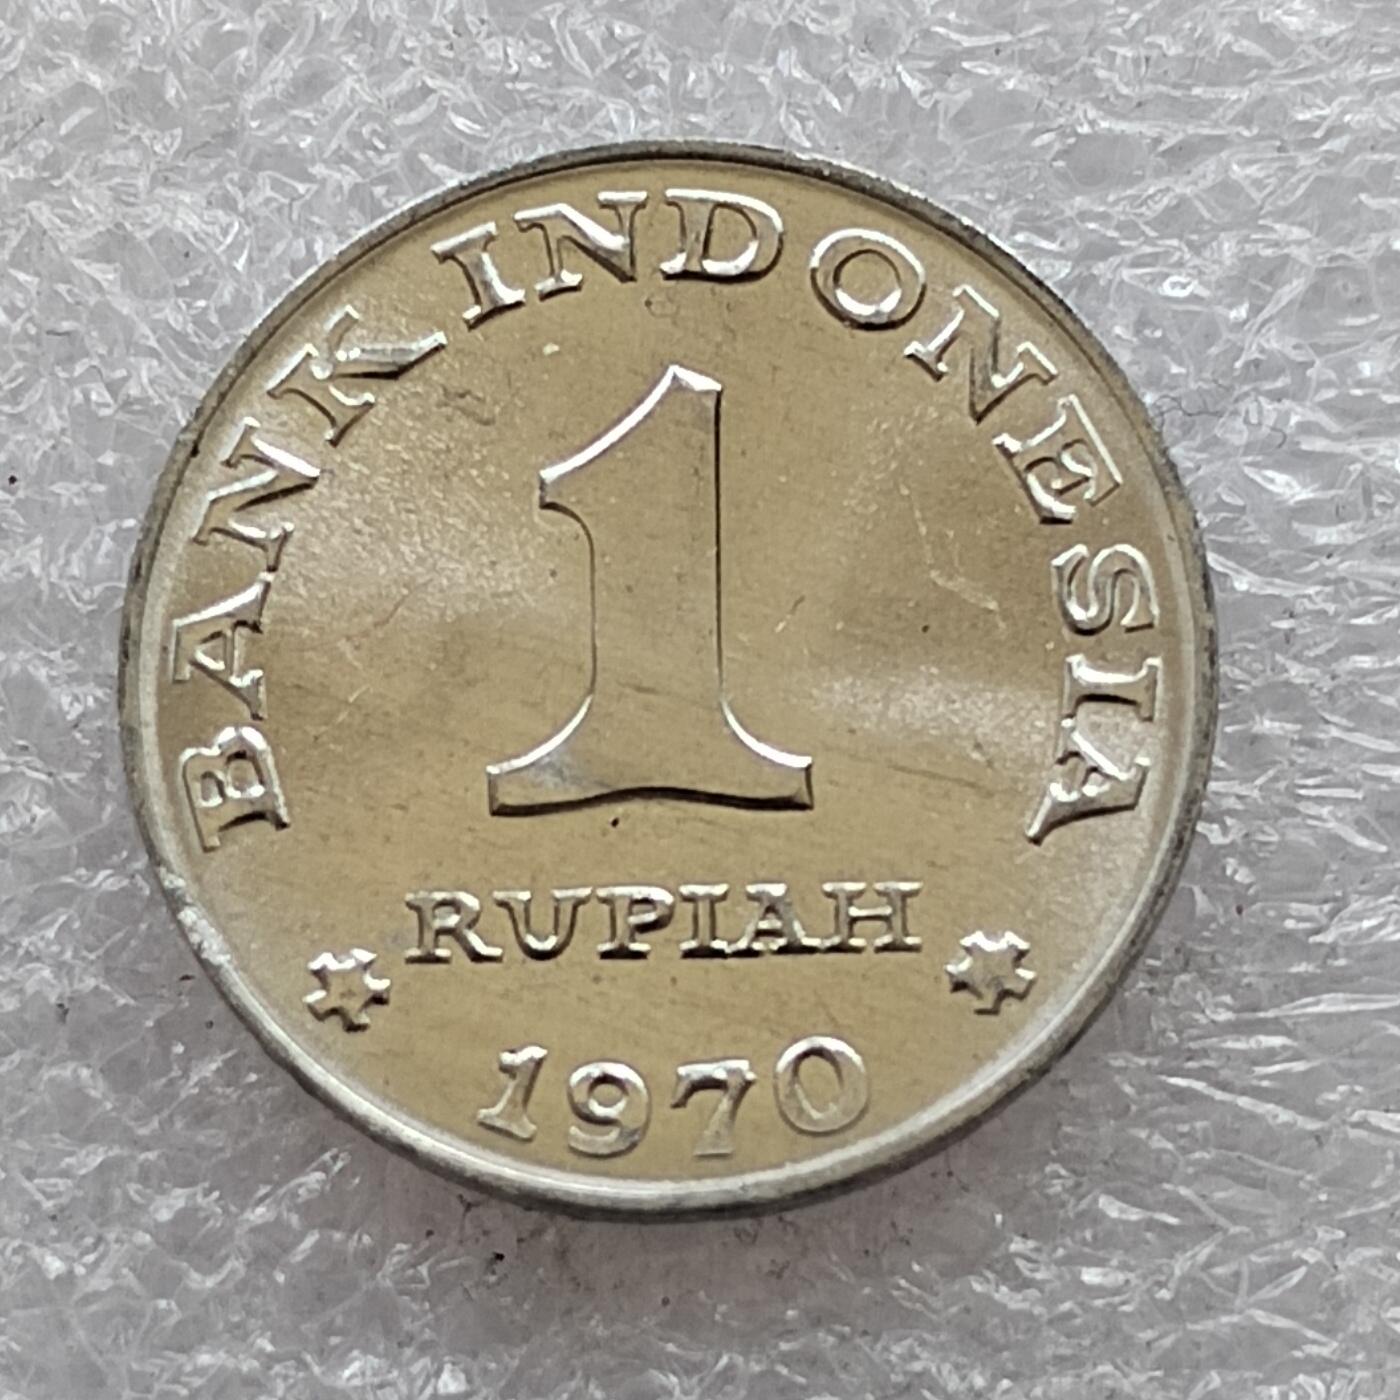 BANK INDONESIA
1
RUPIAH
1970